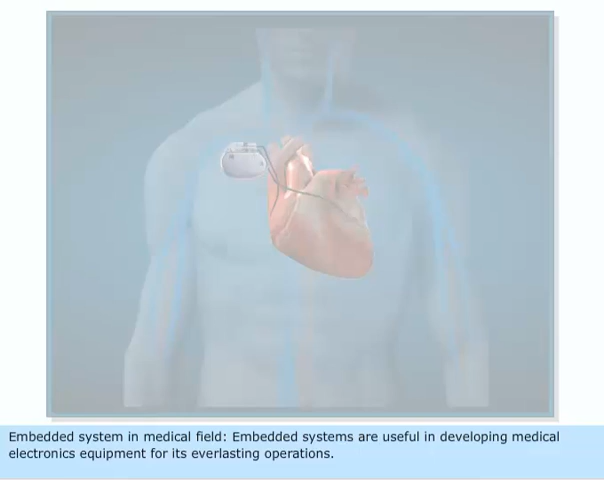 Embedded system in medical field: Embedded systems are useful in developing medical
electronics equipment for its everlasting operations.